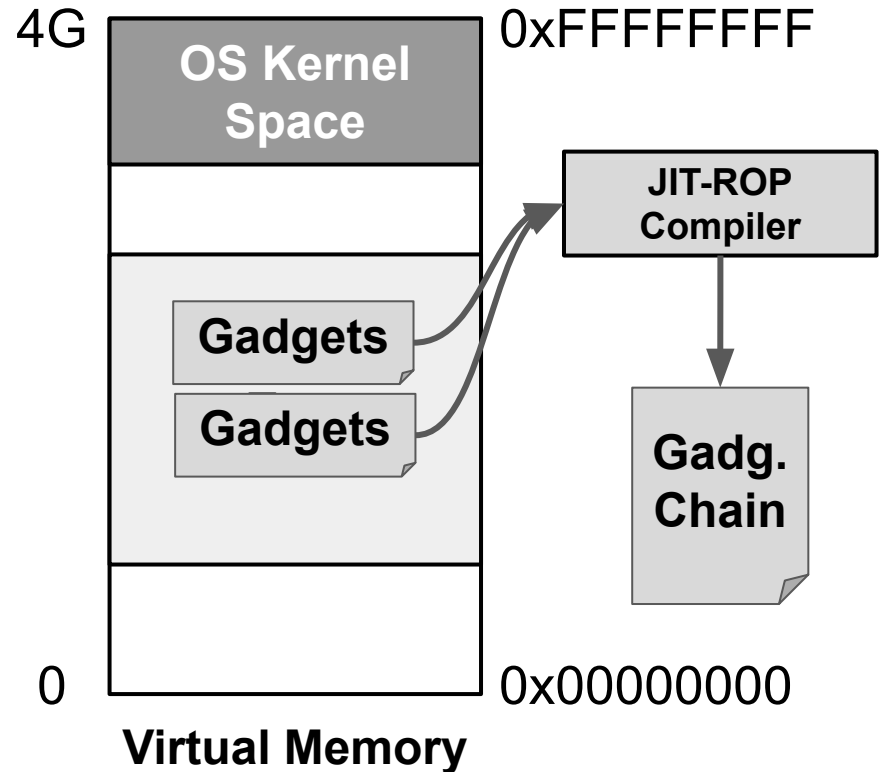 4G
0xFFFFFFFF
OS Kernel
Space
JIT-ROP
Compiler
Gadgets
Gadgets
Gadg.
Chain
0
0x00000000
Virtual Memory